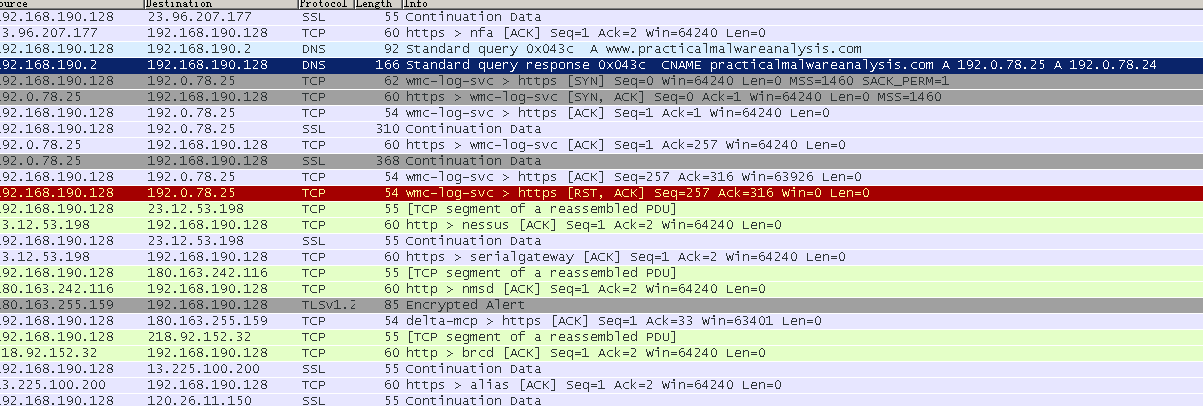 ource Destination Protocol Length Info
92.168.190.128 23.96.207.177 SSL 55 Continuation Data
3.96.207.177 192.168.190.128 TCP 60 https > nfa [ACK] Seq=1 Ack=2 Win=64240 Len=0
92.168.190.128 192.168.190.2 DNS 92 Standard query 0x043c A www.practicalmalwareanalysis.com
92.168.190.2 192.168.190.128 DNS 166 Standard query response 0x043c CNAME practicalmalwareanalysis.com A 192.0.78.25 A 192.0.78.24
92.168.190.128 192.0.78.25 TCP 62 wmc-log-svc > https [SYN] Seq=0 Win=64240 Len=0 MSS=1460 SACK_PERM=1
92.0.78.25 192.168.190.128 TCP 60 https > wmc-log-svc [SYN, ACK] Seq=0 Ack=1 Win=64240 Len=0 MSS=1460
92.168.190.128 192.0.78.25 TCP 54 wmc-log-svc > https [ACK] Seq=1 Ack=1 Win=64240 Len=0
92.168.190.128 192.0.78.25 SSL 310 Continuation Data
92.0.78.25 192.168.190.128 TCP 60 https > wmc-log-svc [ACK] Seq=1 Ack=257 Win=64240 Len=0
92.0.78.25 192.168.190.128 SSL 368 Continuation Data
92.168.190.128 192.0.78.25 TCP 54 wmc-log-svc > https [ACK] Seq=257 Ack=316 Win=63926 Len=0
92.168.190.128 192.0.78.25 TCP 54 wmc-log-svc > https [RST, ACK] Seq=257 Ack=316 Win=0 Len=0
92.168.190.128 23.12.53.198 TCP 55 [TCP segment of a reassembled PDU]
3.12.53.198 192.168.190.128 TCP 60 http > nessus [ACK] Seq=1 Ack=2 Win=64240 Len=0
92.168.190.128 23.12.53.198 SSL 55 Continuation Data
3.12.53.198 192.168.190.128 TCP 60 https > serialgateway [ACK] Seq=1 Ack=2 Win=64240 Len=0
92.168.190.128 180.163.242.116 TCP 55 [TCP segment of a reassembled PDU]
180.163.242.116 192.168.190.128 TCP 60 http > nmsd [ACK] Seq=1 Ack=2 Win=64240 Len=0
180.163.255.159 192.168.190.128 TLSv1.2 85 Encrypted Alert
92.168.190.128 180.163.255.159 TCP 54 delta-mcp > https [ACK] Seq=1 Ack=33 Win=63401 Len=0
92.168.190.128 218.92.152.32 TCP 55 [TCP segment of a reassembled PDU]
18.92.152.32 192.168.190.128 TCP 60 http > brcd [ACK] Seq=1 Ack=2 Win=64240 Len=0
92.168.190.128 13.225.100.200 SSL 55 Continuation Data
3.225.100.200 192.168.190.128 TCP 60 https > alias [ACK] Seq=1 Ack=2 Win=64240 Len=0
92.168.190.128 120.26.11.150 SSL 55 Continuation Data